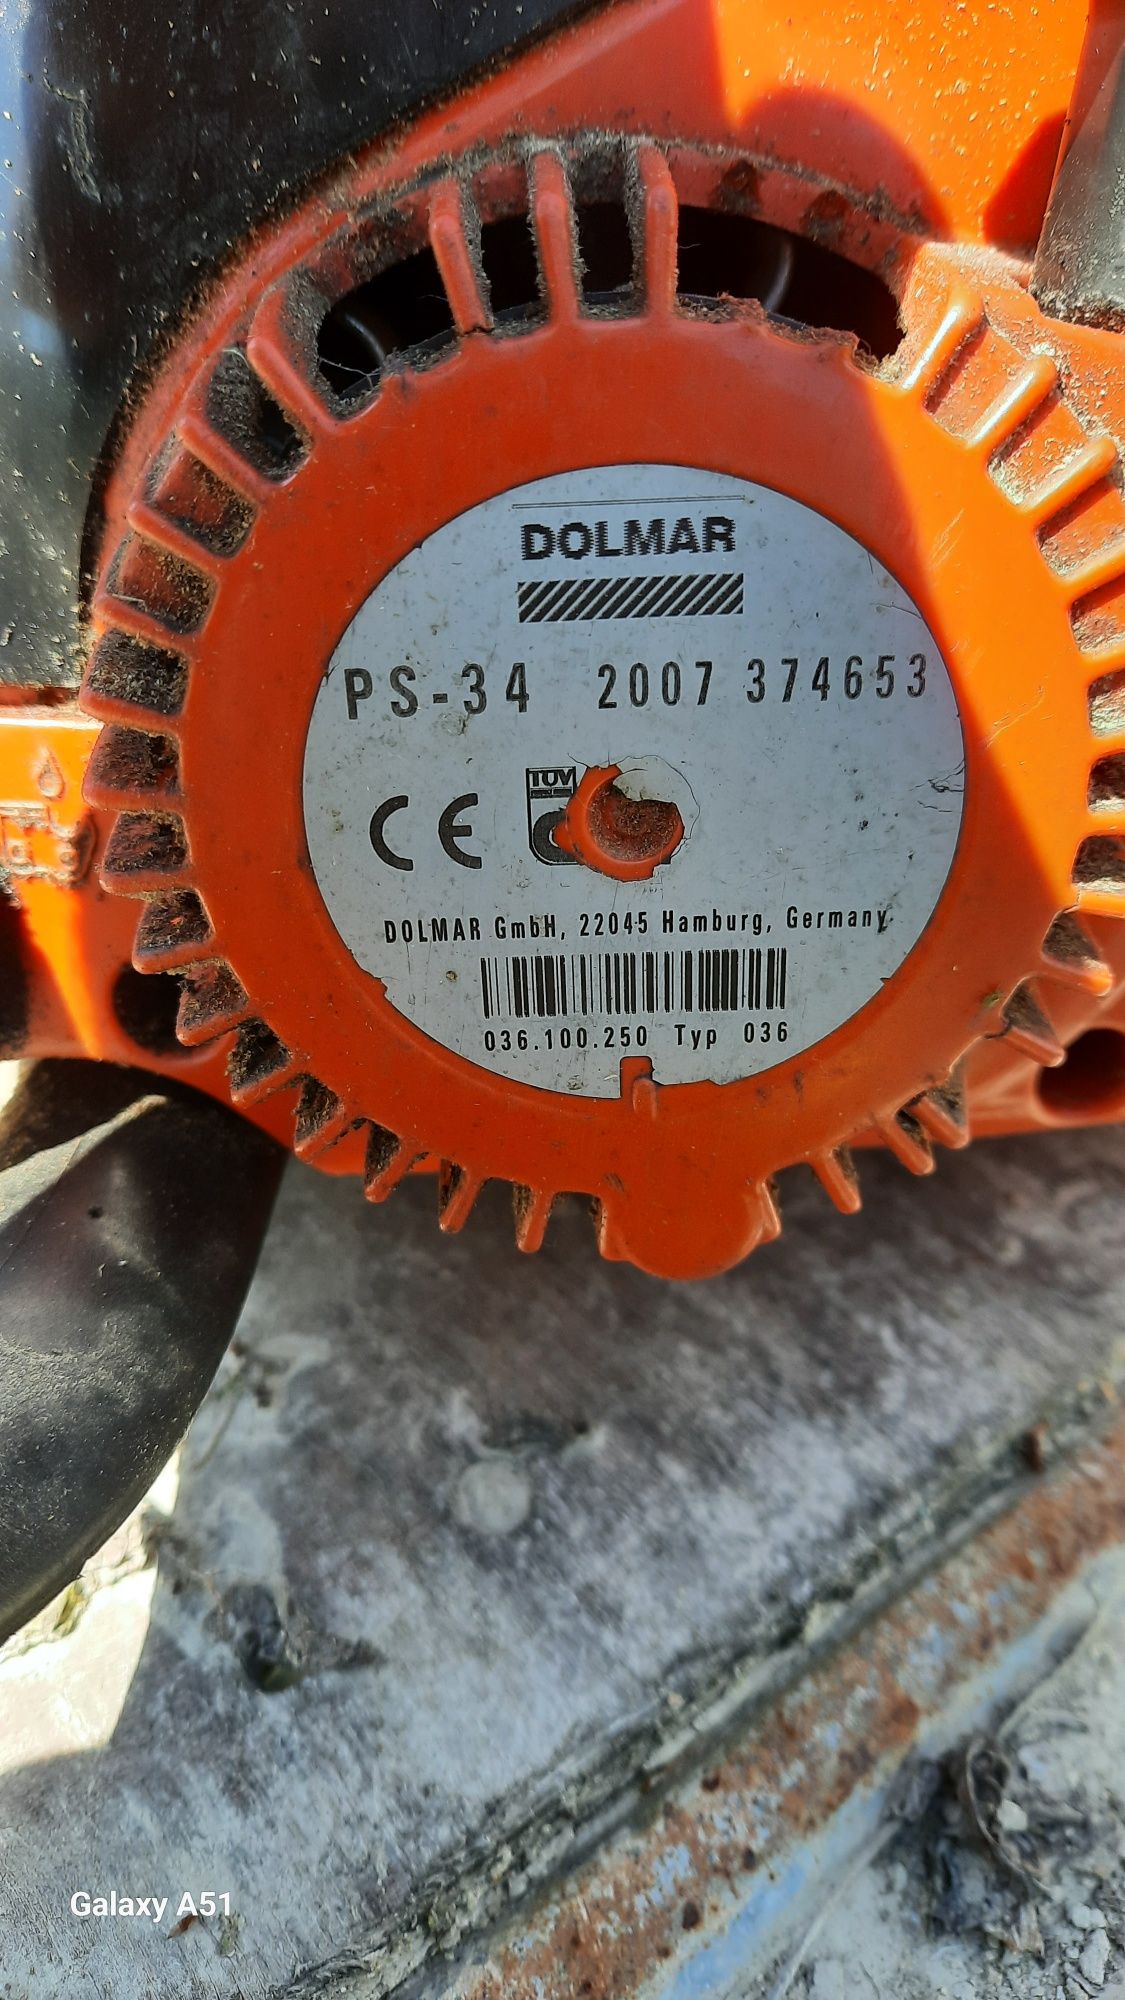 DOLMAR
PS-34 2007 374653
CE TÜV
DOLMAR GmbH, 22045 Hamburg, Germany
036.100.250 Typ 036
Galaxy A51